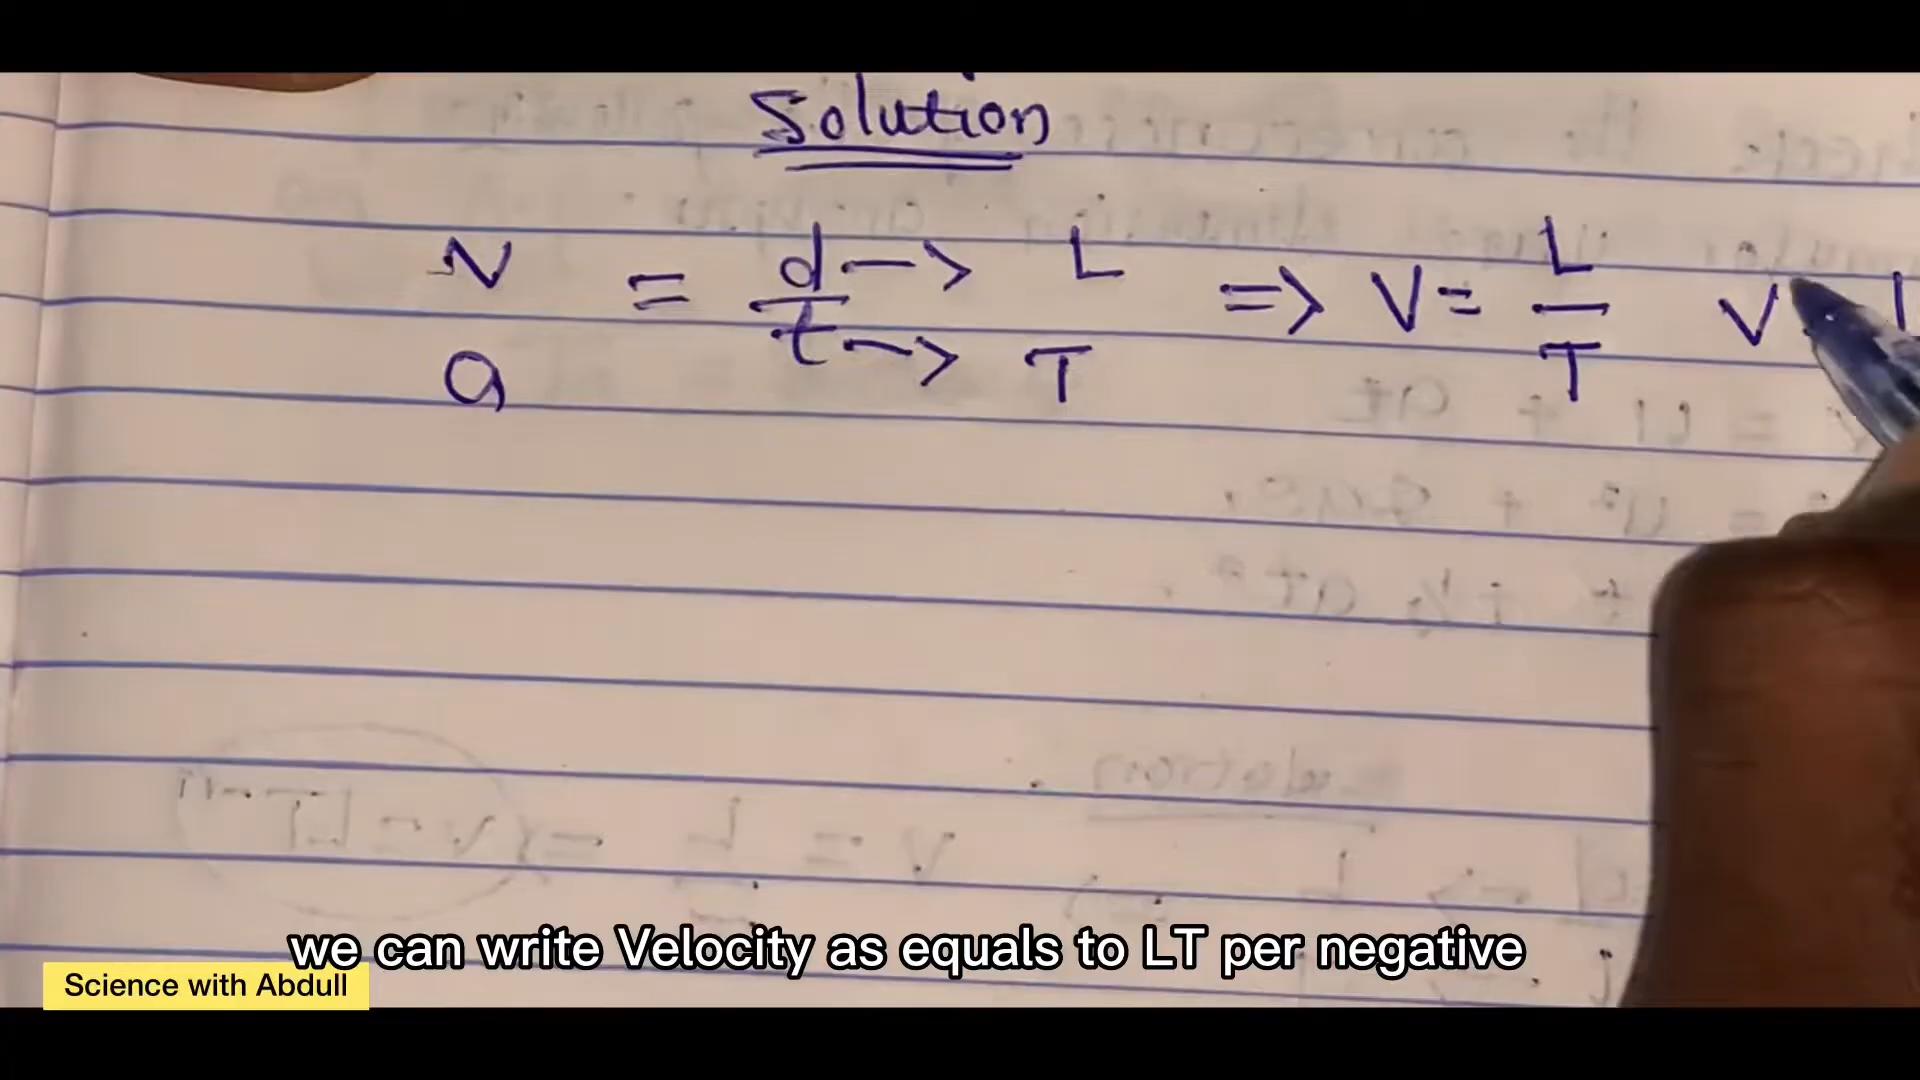 Solution
V = d/t --> L => V = L/T V
a T
we can write Velocity as equals to LT per negative
Science with Abdull